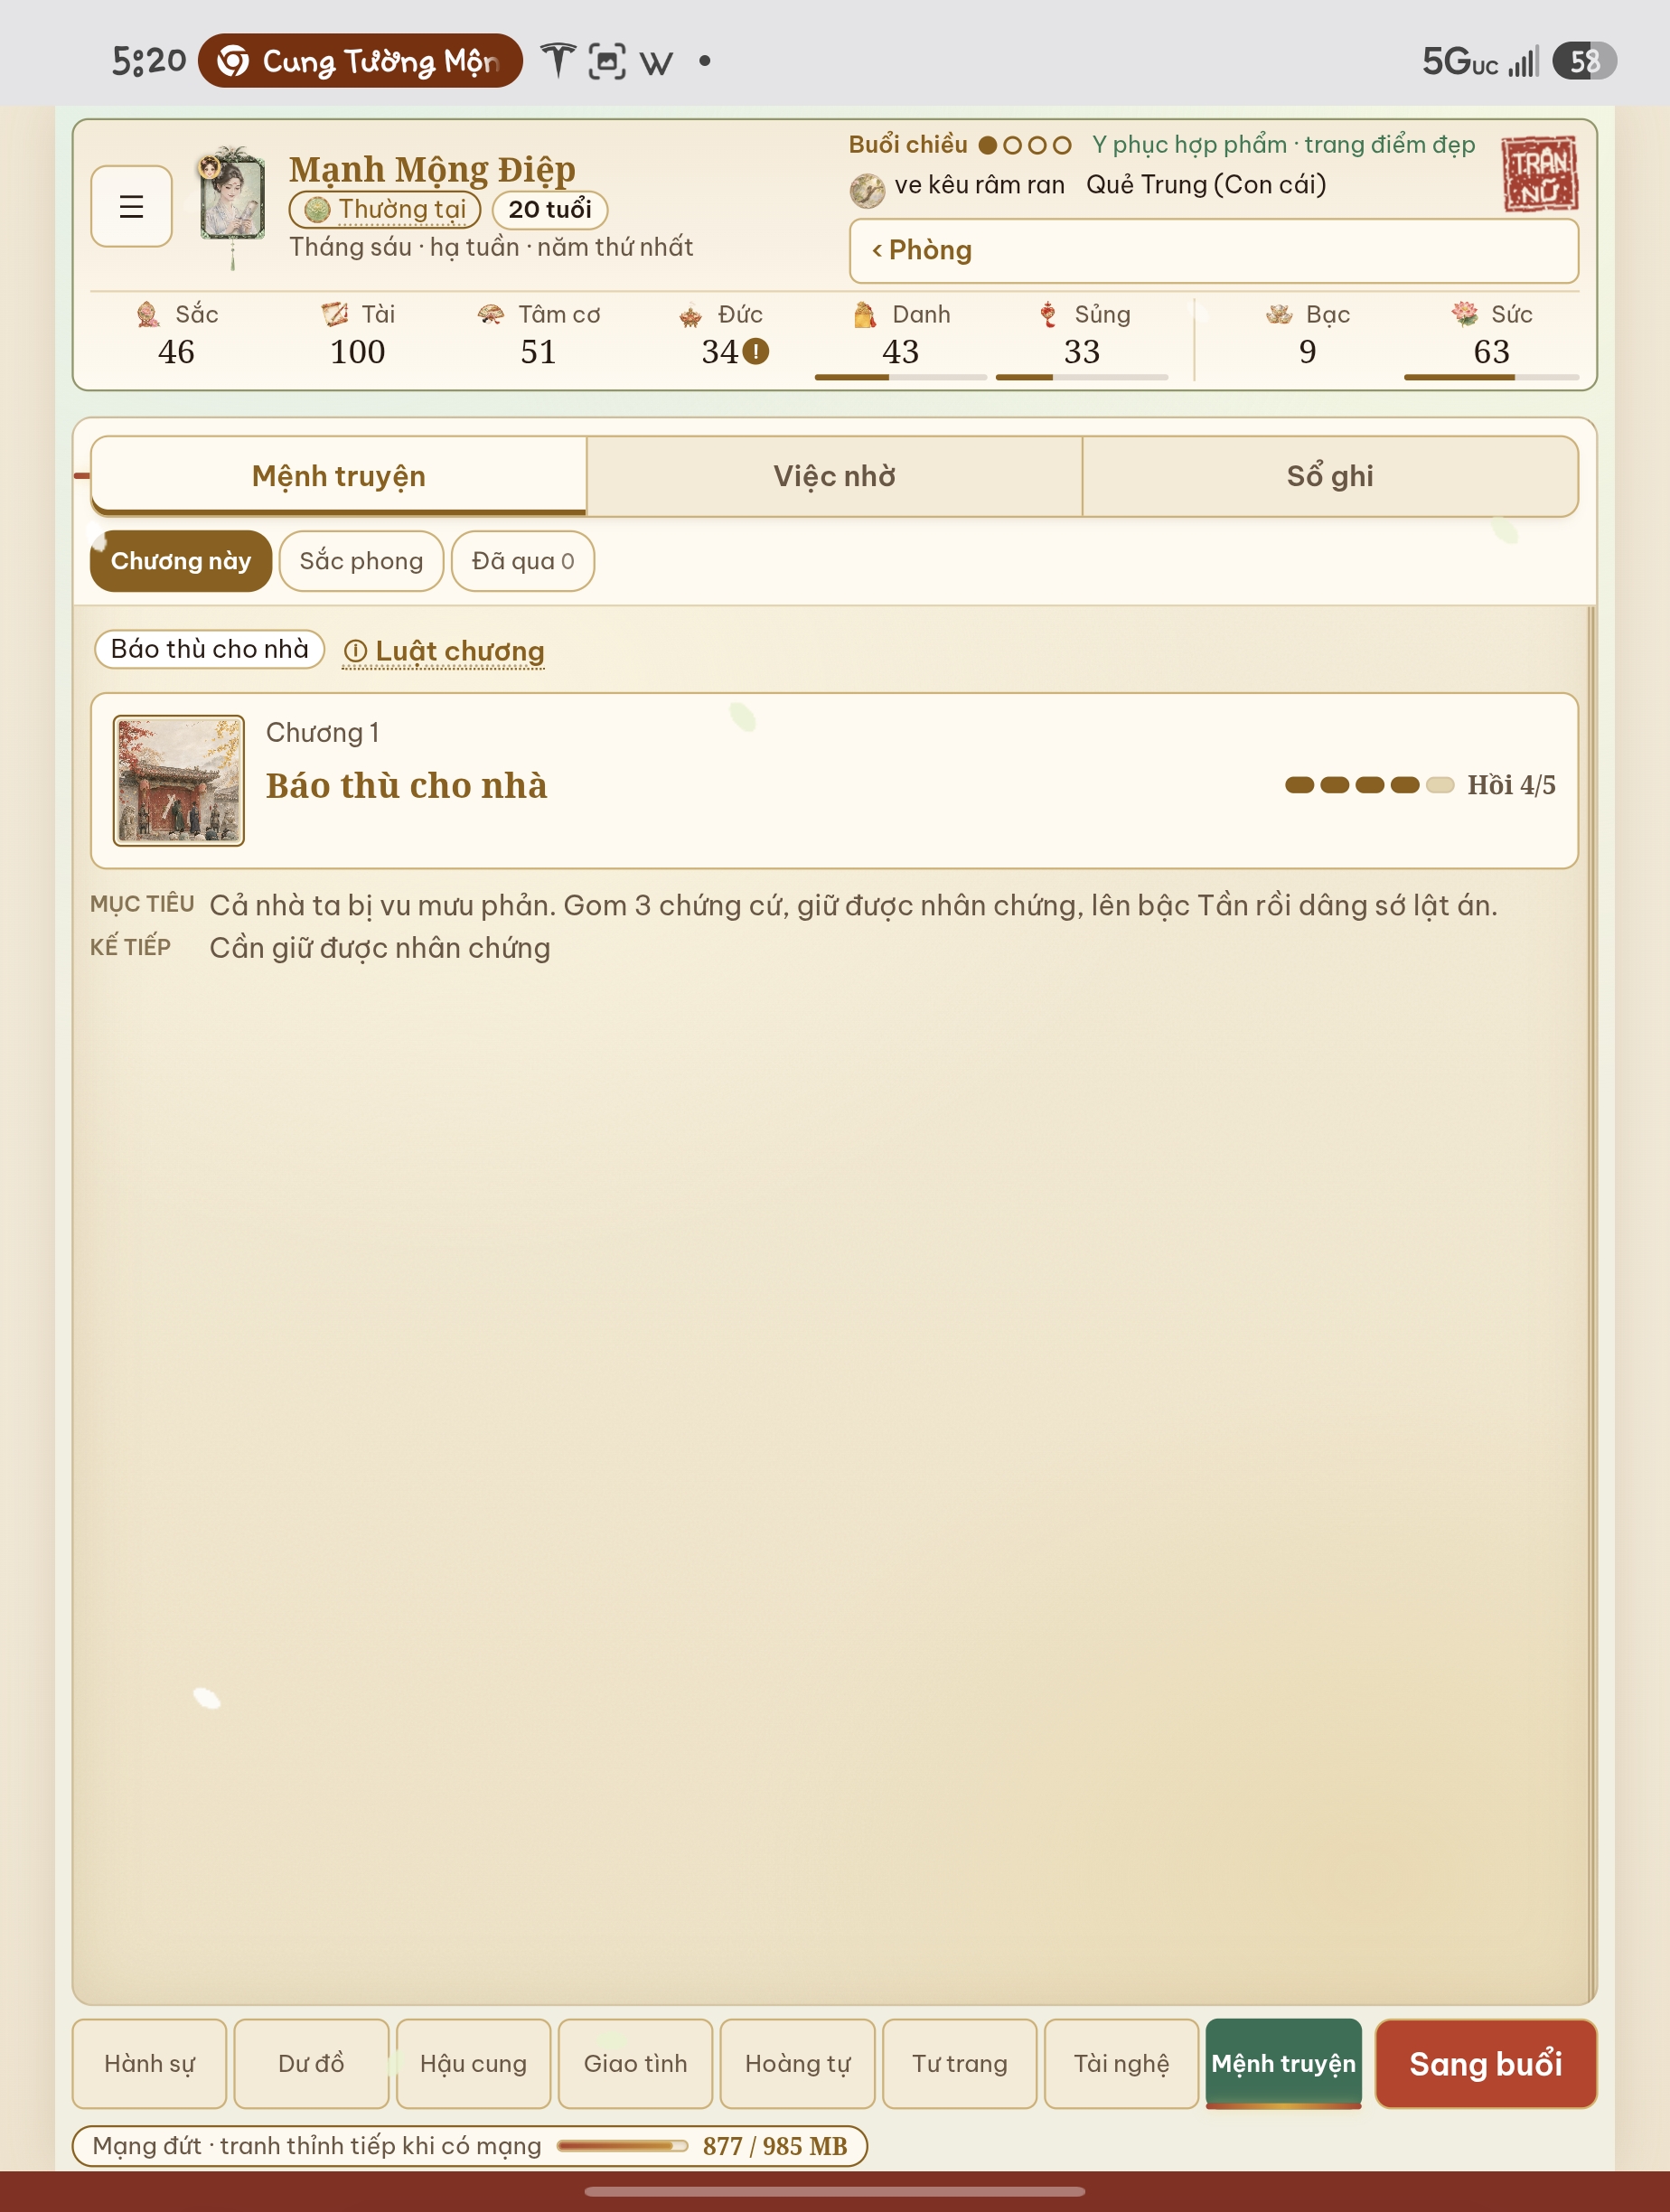 5:20 Cung Tường Mộn 5G UC 58
Mạnh Mộng Điệp
Thường tại 20 tuổi
Tháng sáu · hạ tuần · năm thứ nhất
Buổi chiều Y phục hợp phẩm · trang điểm đẹp
ve kêu râm ran Quẻ Trung (Con cái)
TRÂN
NỮ
‹ Phòng
Sắc Tài Tâm cơ Đức Danh Sủng Bạc Sức
46 100 51 34 ! 43 33 9 63
Mệnh truyện Việc nhờ Sổ ghi
Chương này Sắc phong Đã qua 0
Báo thù cho nhà Luật chương
Chương 1
Báo thù cho nhà Hồi 4/5
MỤC TIÊU Cả nhà ta bị vu mưu phản. Gom 3 chứng cứ, giữ được nhân chứng, lên bậc Tần rồi dâng sớ lật án.
KẾ TIẾP Cần giữ được nhân chứng
Hành sự Dư đồ Hậu cung Giao tình Hoàng tự Tư trang Tài nghệ Mệnh truyện Sang buổi
Mạng đứt · tranh thỉnh tiếp khi có mạng 877 / 985 MB